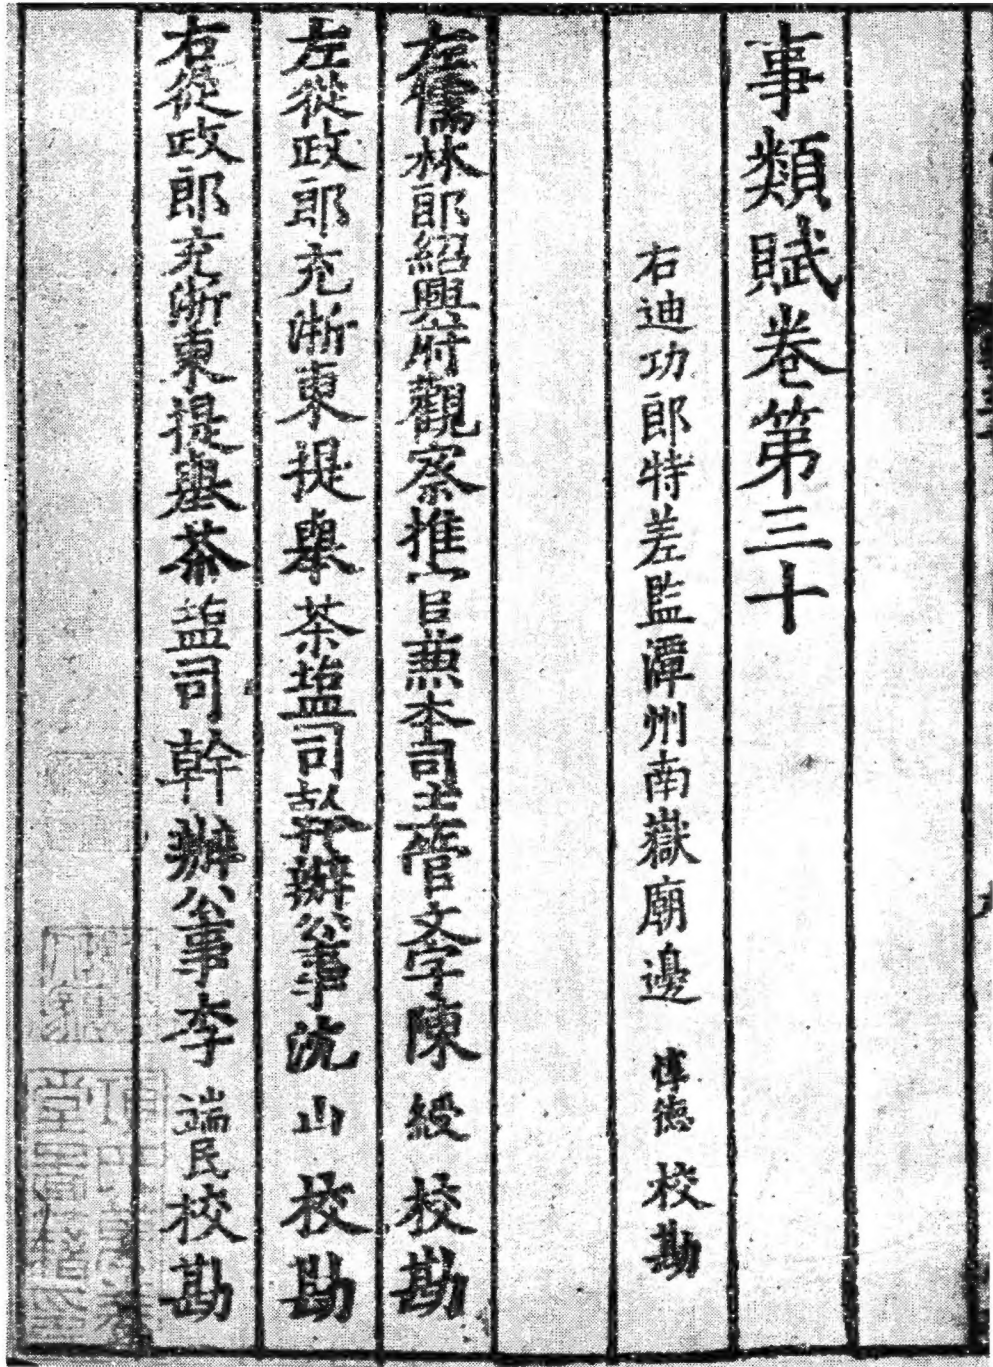 事類賦卷第三十
右迪功郎特差監潭州南嶽廟邊 惇德 校勘
左儒林郎紹興府觀察推官兼本司主管文字陳 綬 校勘
左從政郎充浙東提舉茶塩司幹辦公事沈 山 校勘
右從政郎充浙東提舉茶塩司幹辦公事李 端民 校勘